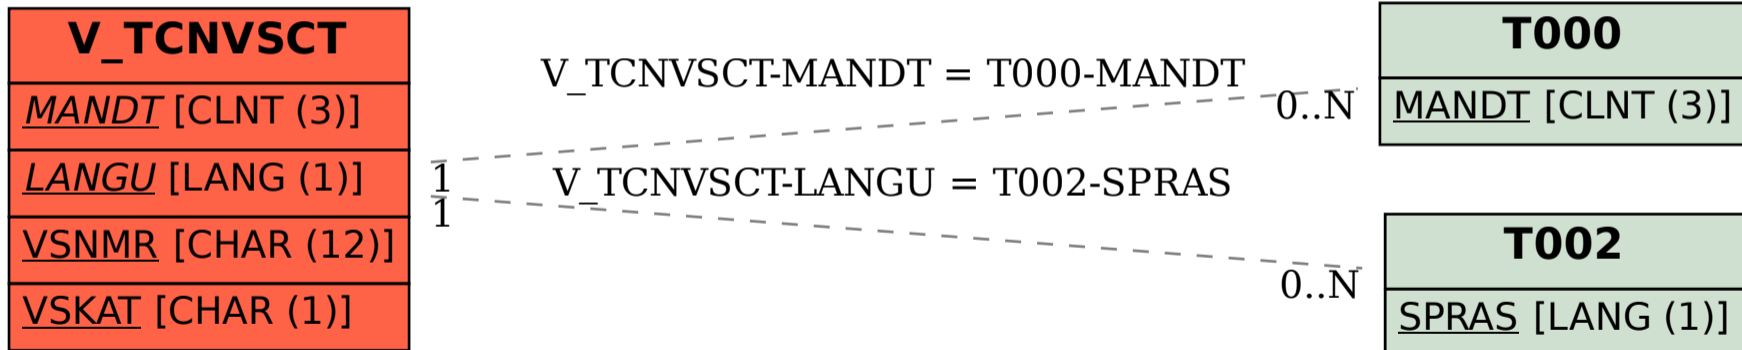 V_TCNVSCT
MANDT [CLNT (3)]
LANGU [LANG (1)]
VSNMR [CHAR (12)]
VSKAT [CHAR (1)]
V_TCNVSCT-MANDT = T000-MANDT
0..N
1
V_TCNVSCT-LANGU = T002-SPRAS
1
0..N
T000
MANDT [CLNT (3)]
T002
SPRAS [LANG (1)]